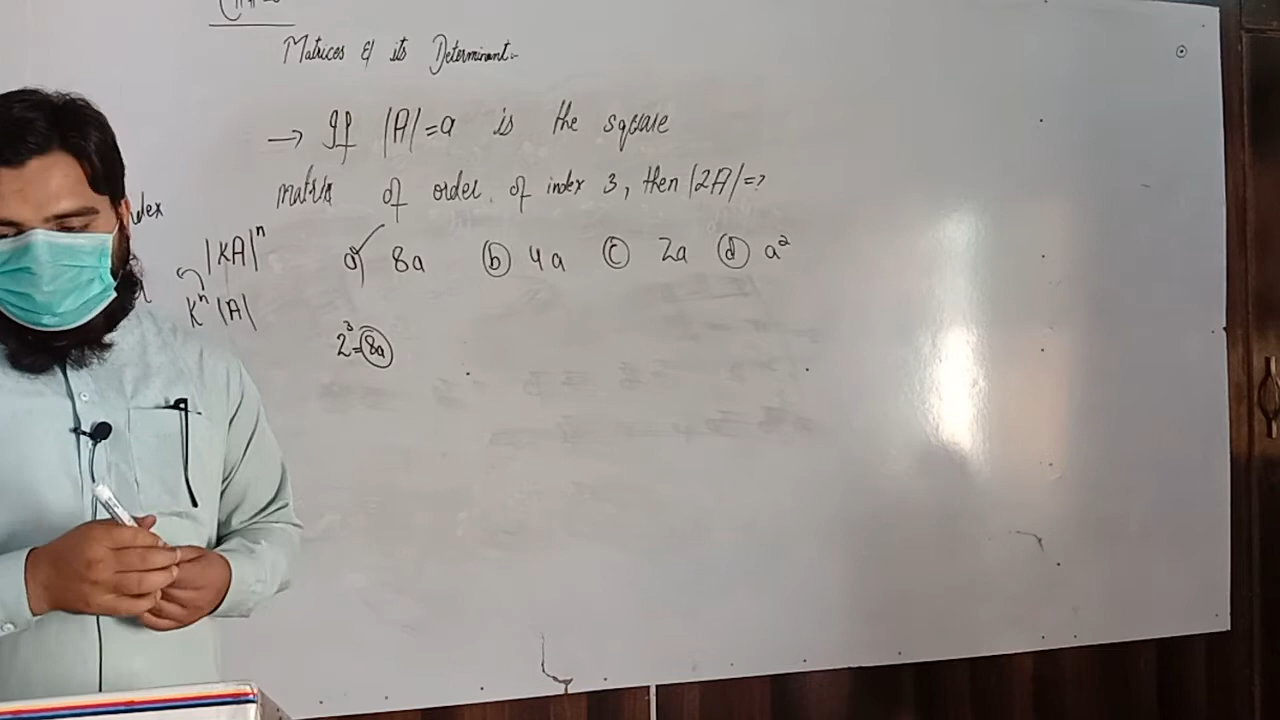 Matrices & its Determinant.
→ If |A|=a is the square
matrix of order. of index 3, then |2A|=?
dex
|KA|ⁿ
a) 8a (b) 4a (c) 2a (d) a²
Kⁿ |A|
2³=8a